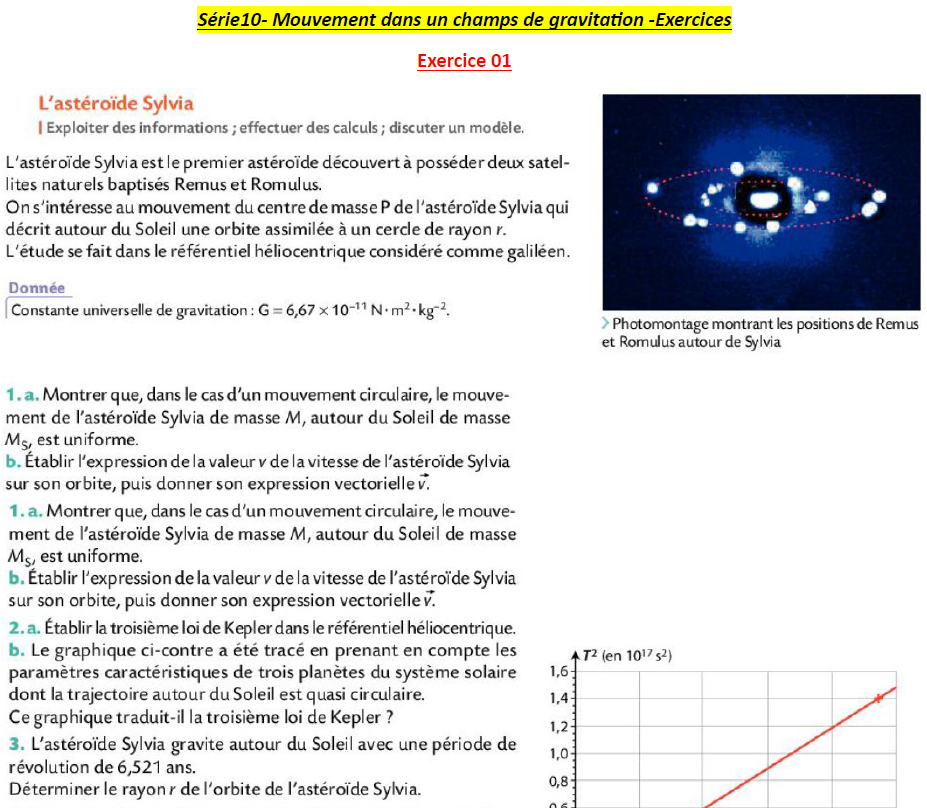 Série10- Mouvement dans un champs de gravitation -Exercices
Exercice 01
L'astéroïde Sylvia
Exploiter des informations ; effectuer des calculs ; discuter un modèle.
L'astéroïde Sylvia est le premier astéroïde découvert à posséder deux satel-
lites naturels baptisés Remus et Romulus.
On s'intéresse au mouvement du centre de masse P de l'astéroïde Sylvia qui
décrit autour du Soleil une orbite assimilée à un cercle de rayon r.
L'étude se fait dans le référentiel héliocentrique considéré comme galiléen.
Donnée
Constante universelle de gravitation : G = 6,67 × 10⁻¹¹ N·m²·kg⁻².
> Photomontage montrant les positions de Remus
et Romulus autour de Sylvia
1. a. Montrer que, dans le cas d'un mouvement circulaire, le mouve-
ment de l'astéroïde Sylvia de masse M, autour du Soleil de masse
M_S, est uniforme.
b. Établir l'expression de la valeur v de la vitesse de l'astéroïde Sylvia
sur son orbite, puis donner son expression vectorielle v⃗.
1. a. Montrer que, dans le cas d'un mouvement circulaire, le mouve-
ment de l'astéroïde Sylvia de masse M, autour du Soleil de masse
M_S, est uniforme.
b. Établir l'expression de la valeur v de la vitesse de l'astéroïde Sylvia
sur son orbite, puis donner son expression vectorielle v⃗.
2. a. Établir la troisième loi de Kepler dans le référentiel héliocentrique.
b. Le graphique ci-contre a été tracé en prenant en compte les
paramètres caractéristiques de trois planètes du système solaire
dont la trajectoire autour du Soleil est quasi circulaire.
Ce graphique traduit-il la troisième loi de Kepler ?
3. L'astéroïde Sylvia gravite autour du Soleil avec une période de
révolution de 6,521 ans.
Déterminer le rayon r de l'orbite de l'astéroïde Sylvia.
T² (en 10¹⁷ s²)
1,6
1,4
1,2
1,0
0,8